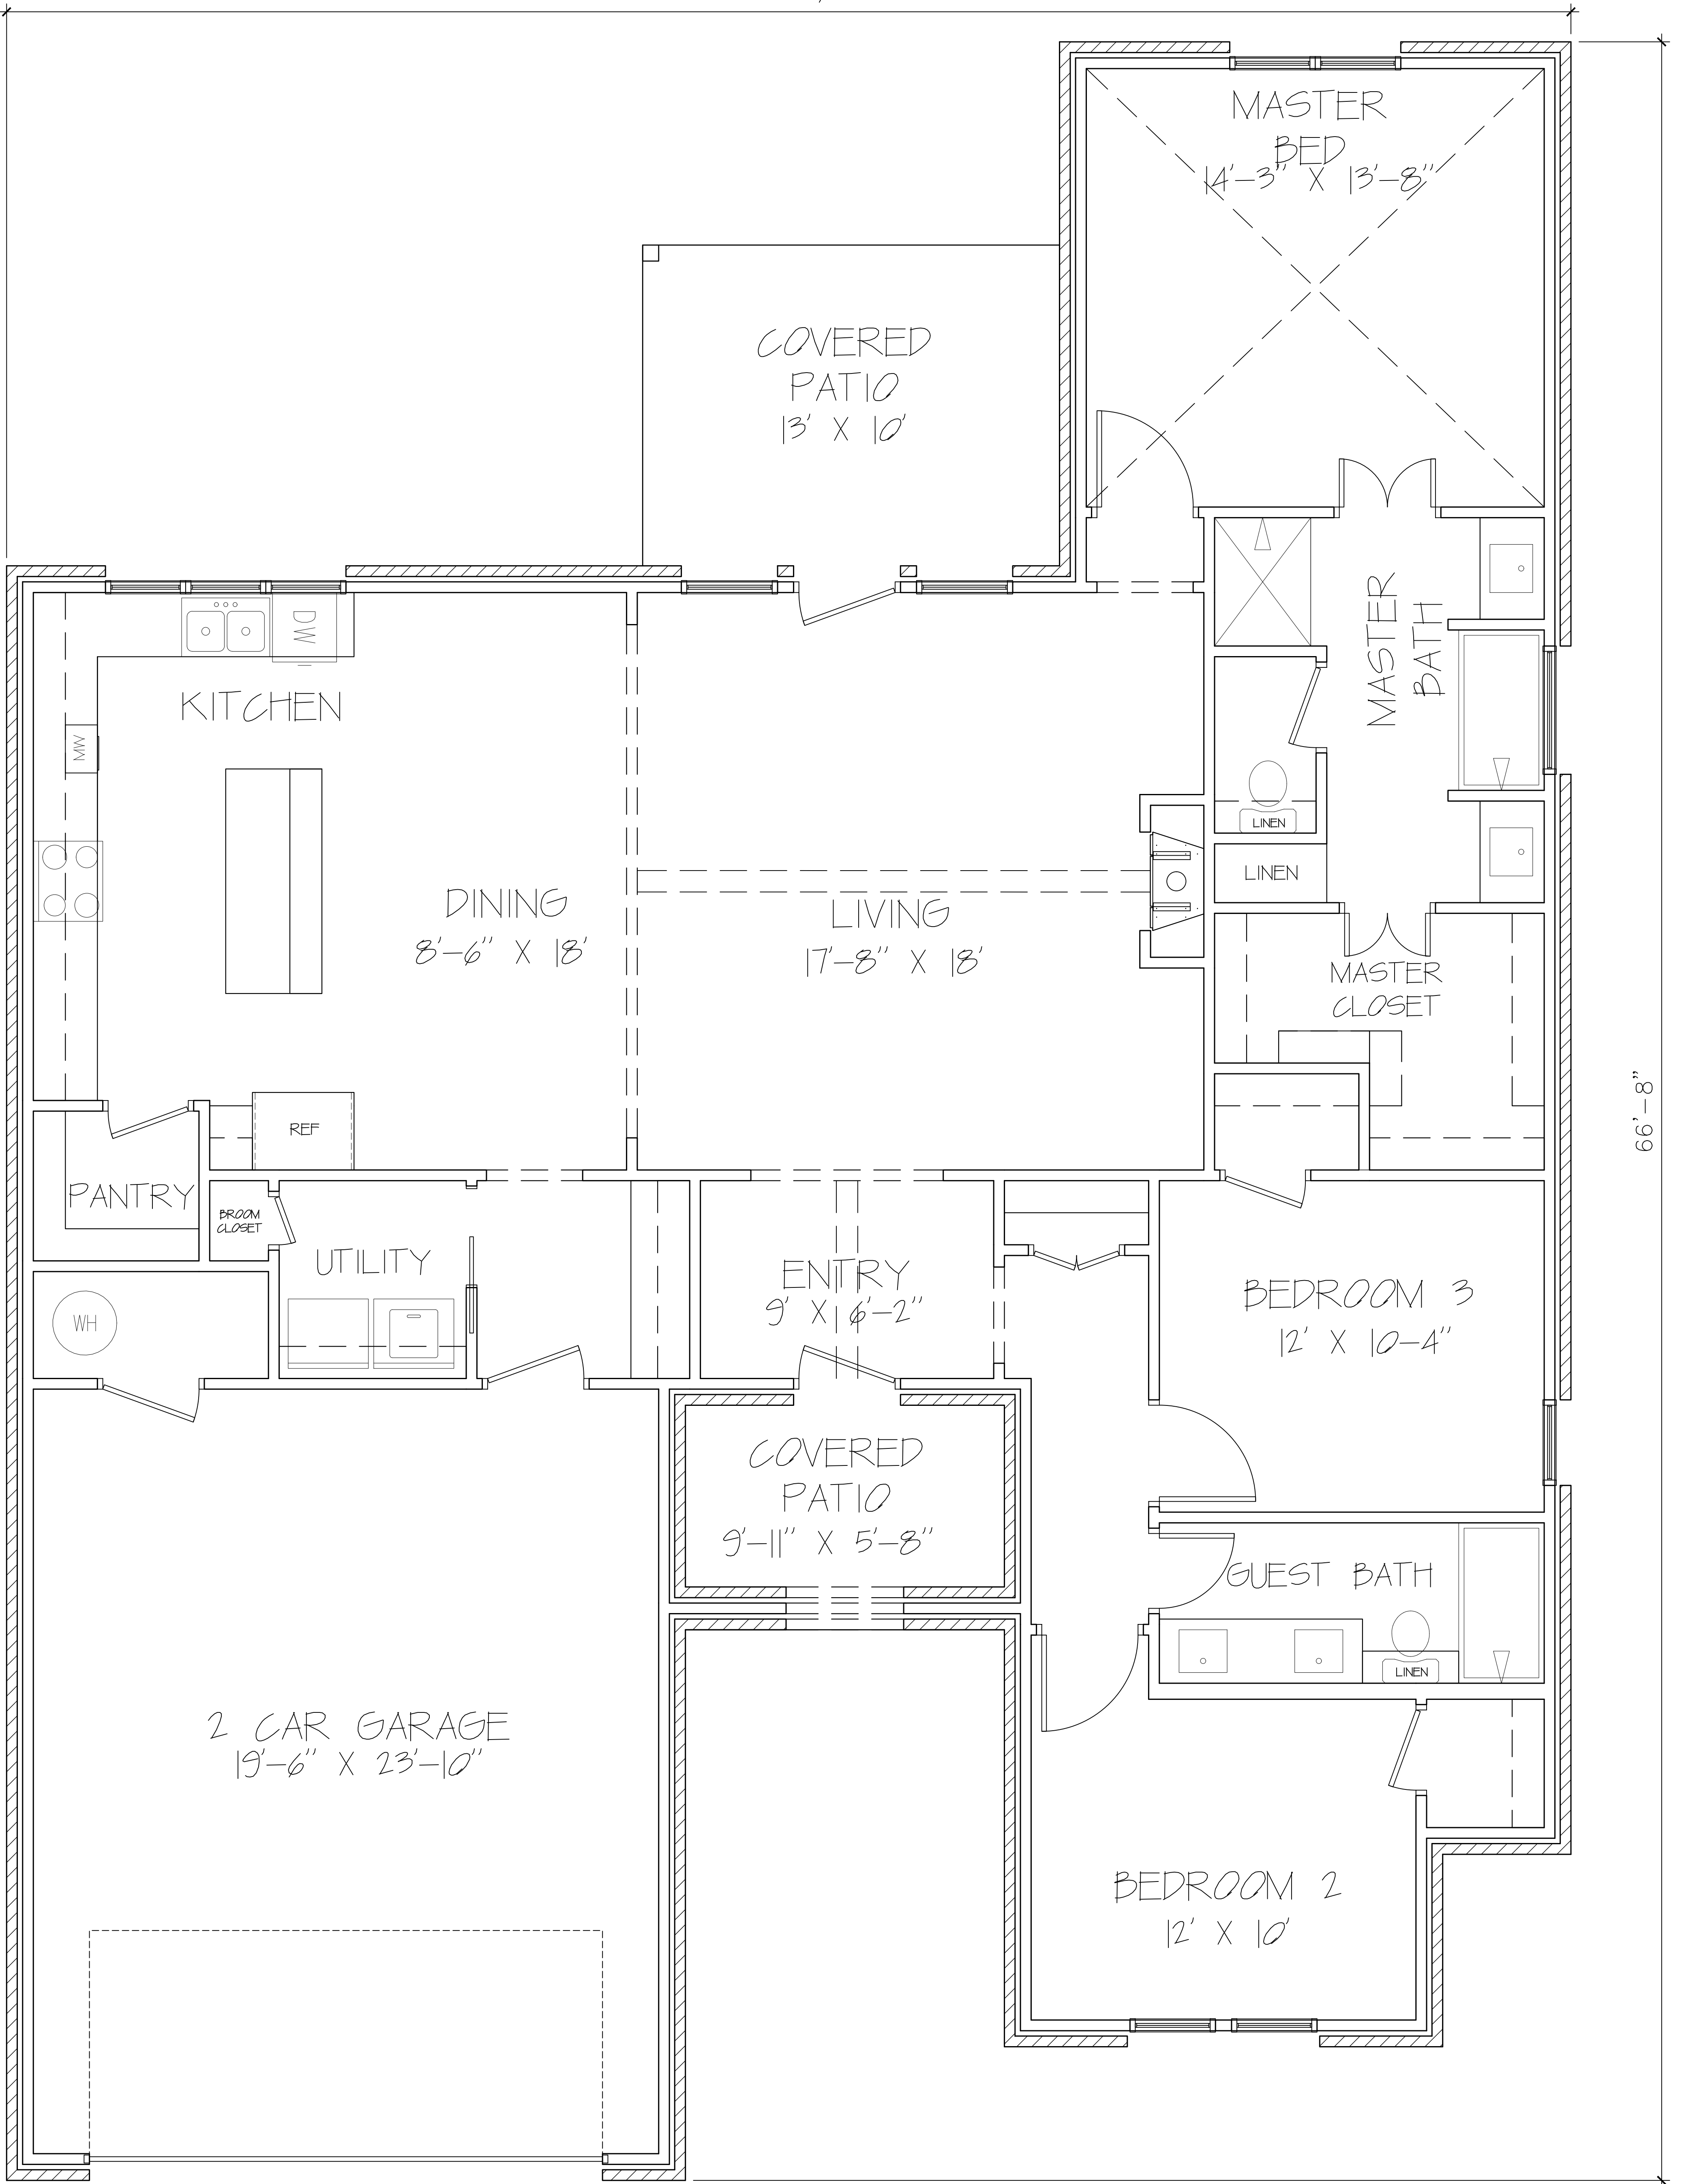 MASTER
BED
14'-3" X 13'-8"
COVERED
PATIO
13' X 10'
DW
KITCHEN
MW
MASTER
BATH
LINEN
LINEN
DINING
8'-6" X 18'
LIVING
17'-8" X 18'
MASTER
CLOSET
66'-8"
REF
PANTRY
BROOM
CLOSET
UTILITY
ENTRY
9' X 6'-2"
WH
BEDROOM 3
12' X 10-4"
COVERED
PATIO
9'-11" X 5'-8"
GUEST BATH
LINEN
2 CAR GARAGE
19'-6" X 23'-10"
BEDROOM 2
12' X 10'